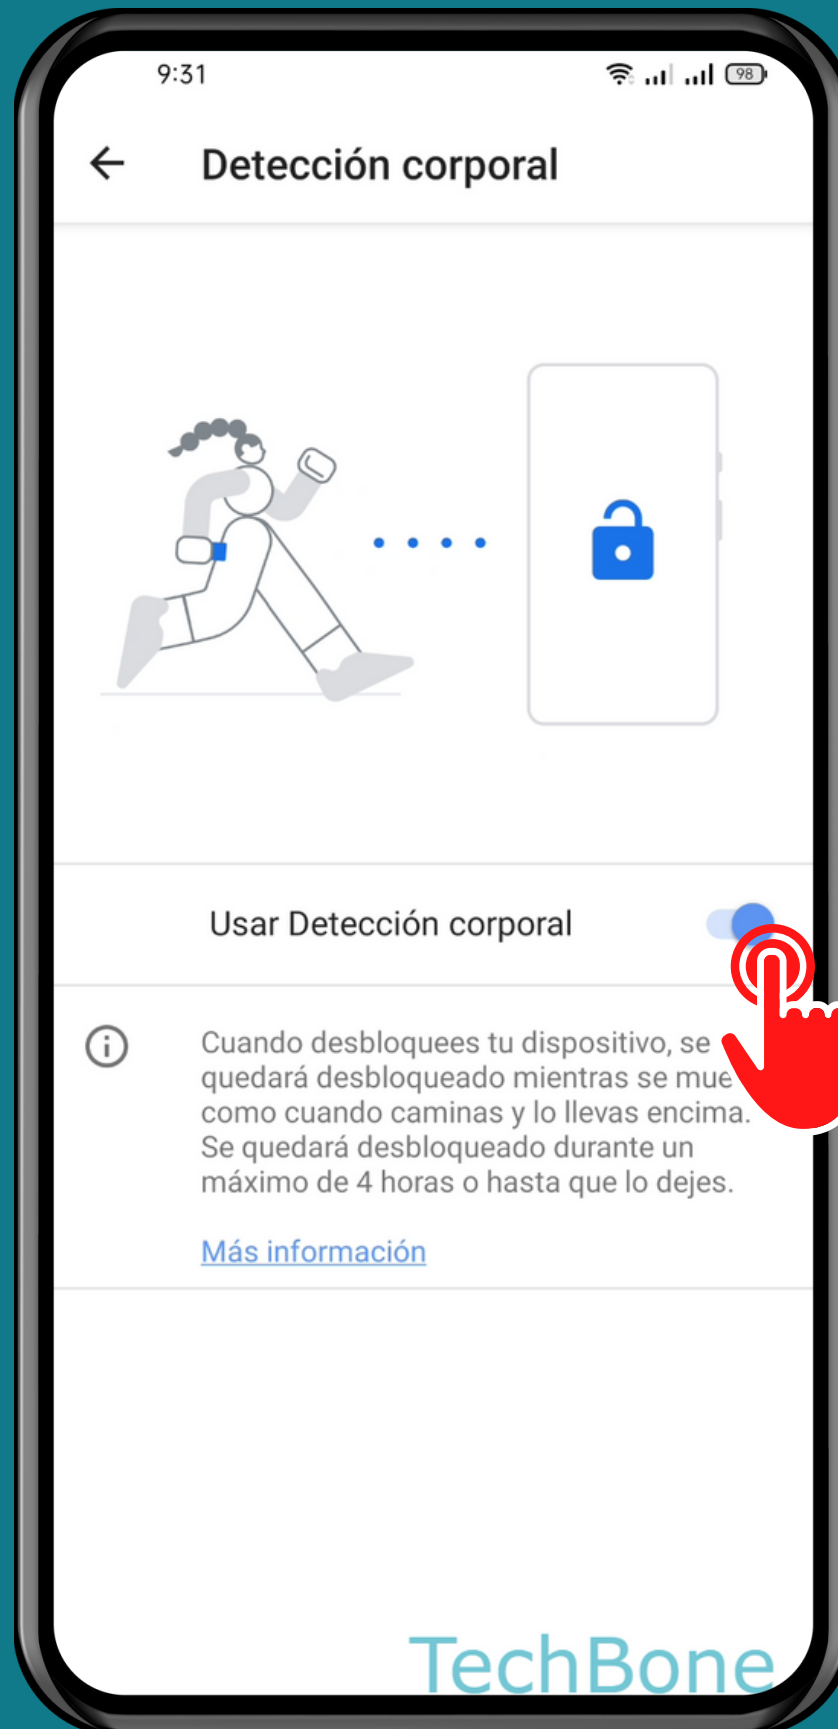 9:31
98
Detección corporal
Usar Detección corporal
Cuando desbloquees tu dispositivo, se
quedará desbloqueado mientras se mue
como cuando caminas y lo llevas encima.
Se quedará desbloqueado durante un
máximo de 4 horas o hasta que lo dejes.
Más información
TechBone